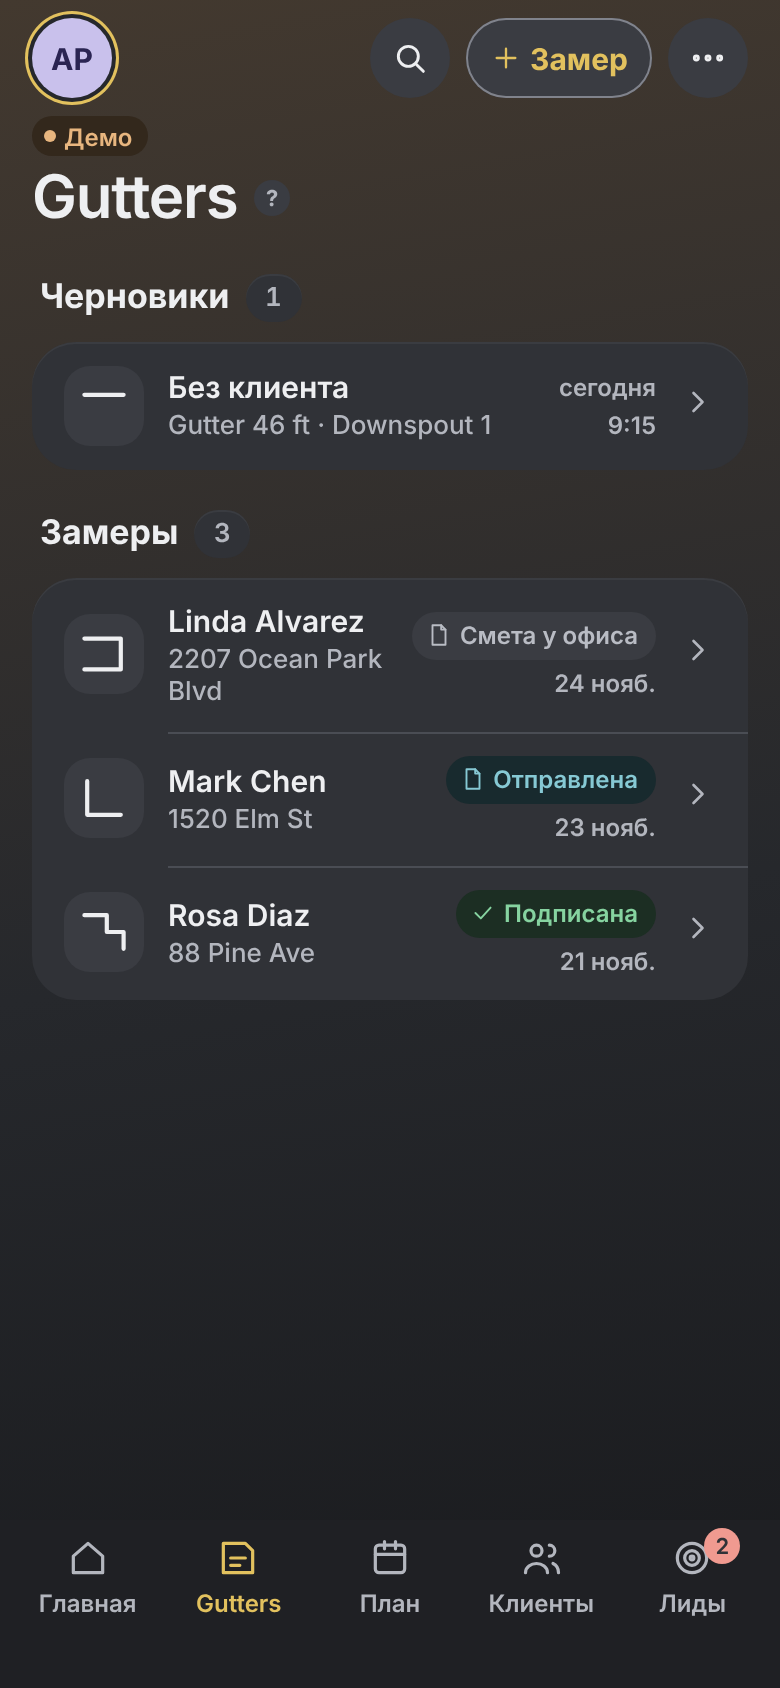 AP
+ Замер
Демо
Gutters ?
Черновики 1
Без клиента
Gutter 46 ft · Downspout 1
сегодня
9:15
Замеры 3
Linda Alvarez
2207 Ocean Park
Blvd
Смета у офиса
24 нояб.
Mark Chen
1520 Elm St
Отправлена
23 нояб.
Rosa Diaz
88 Pine Ave
Подписана
21 нояб.
2
Главная
Gutters
План
Клиенты
Лиды